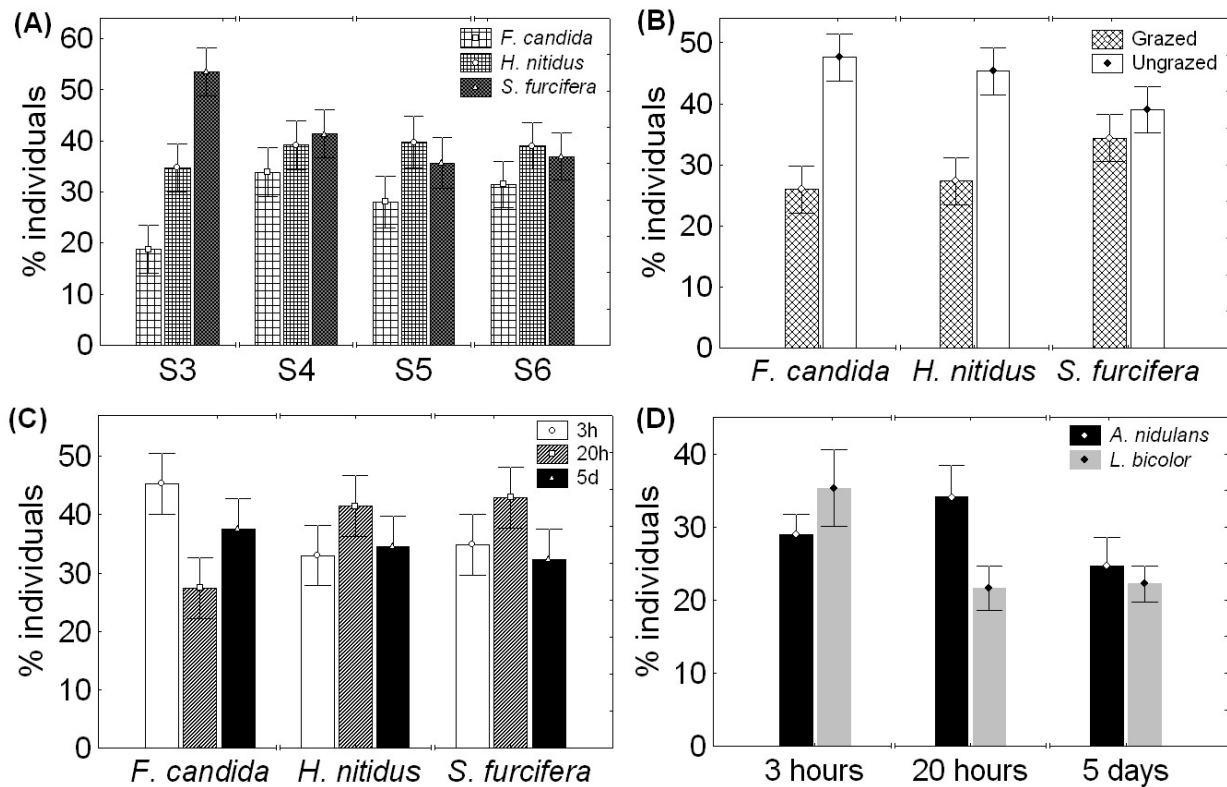 (A)
F. candida
H. nitidus
S. furcifera
% individuals
60
50
40
30
20
10
0
S3 S4 S5 S6
(B)
Grazed
Ungrazed
% individuals
50
40
30
20
10
0
F. candida H. nitidus S. furcifera
(C)
3h
20h
5d
% individuals
50
40
30
20
10
0
F. candida H. nitidus S. furcifera
(D)
A. nidulans
L. bicolor
% individuals
40
30
20
10
0
3 hours 20 hours 5 days